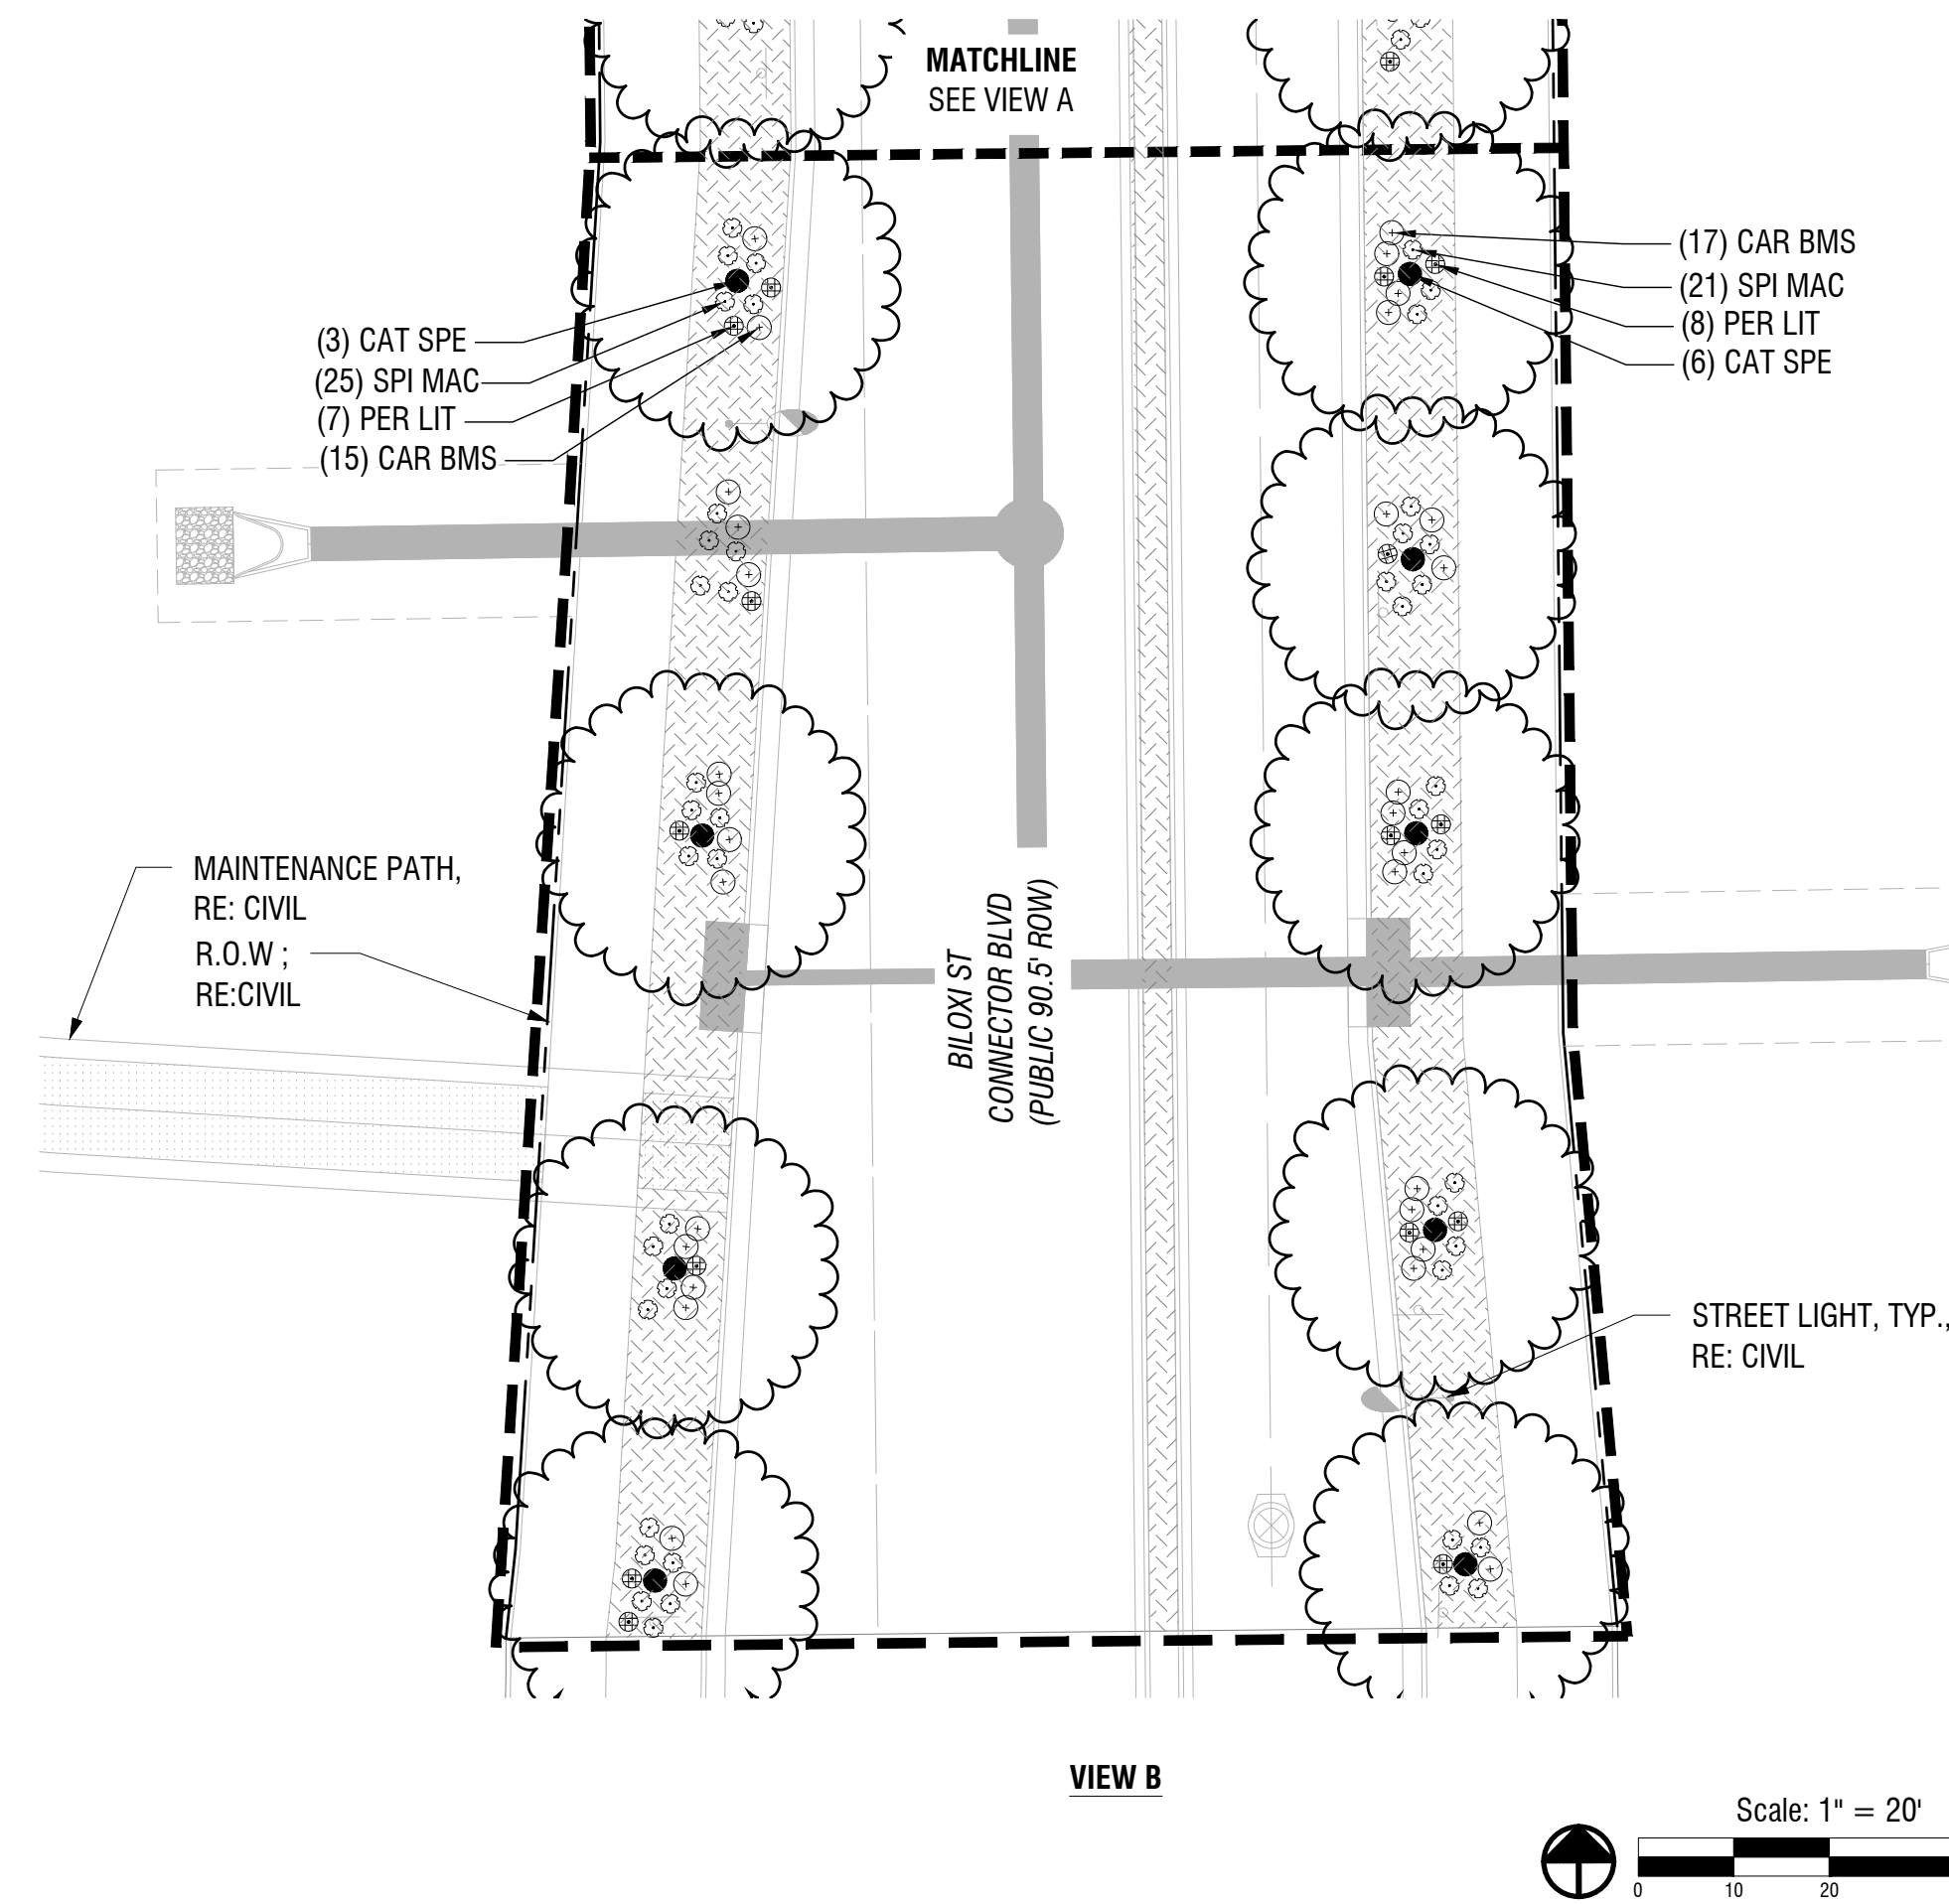 MATCHLINE
SEE VIEW A
(17) CAR BMS
(21) SPI MAC
(8) PER LIT
(6) CAT SPE
(3) CAT SPE
(25) SPI MAC
(7) PER LIT
(15) CAR BMS
MAINTENANCE PATH,
RE: CIVIL
R.O.W ;
RE:CIVIL
BILOXI ST
CONNECTOR BLVD
(PUBLIC 90.5' ROW)
STREET LIGHT, TYP.,
RE: CIVIL
VIEW B
Scale: 1" = 20'
0 10 20